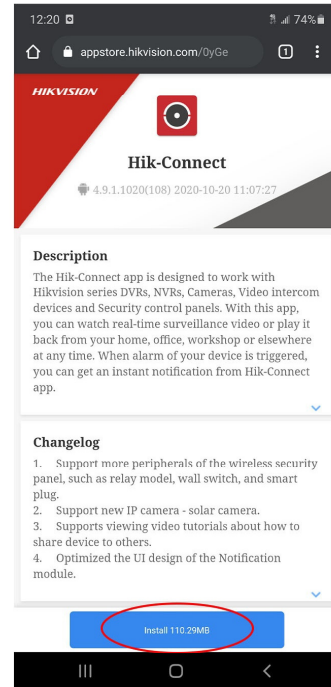 12:20 74%
appstore.hikvision.com/0yGe 1
HIKVISION
Hik-Connect
4.9.1.1020(108) 2020-10-20 11:07:27
Description
The Hik-Connect app is designed to work with
Hikvision series DVRs, NVRs, Cameras, Video intercom
devices and Security control panels. With this app,
you can watch real-time surveillance video or play it
back from your home, office, workshop or elsewhere
at any time. When alarm of your device is triggered,
you can get an instant notification from Hik-Connect
app.
Changelog
1. Support more peripherals of the wireless security
panel, such as relay model, wall switch, and smart
plug.
2. Support new IP camera - solar camera.
3. Supports viewing video tutorials about how to
share device to others.
4. Optimized the UI design of the Notification
module.
Install 110.29MB